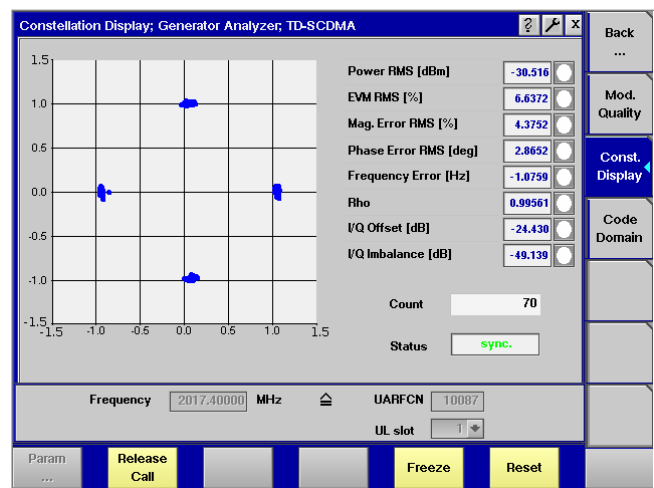 Constellation Display; Generator Analyzer; TD-SCDMA
? x
Back
...
Mod.
Quality
Const.
Display
Code
Domain
1.5
1.0
0.5
0.0
-0.5
-1.0
-1.5
-1.5 -1.0 -0.5 0.0 0.5 1.0 1.5
Power RMS [dBm] -30.516
EVM RMS [%] 6.6372
Mag. Error RMS [%] 4.3752
Phase Error RMS [deg] 2.8652
Frequency Error [Hz] -1.0759
Rho 0.99561
I/Q Offset [dB] -24.430
I/Q Imbalance [dB] -49.139
Count 70
Status sync.
Frequency 2017.40000 MHz ≙ UARFCN 10087
UL slot 1
Param
...
Release
Call
Freeze
Reset